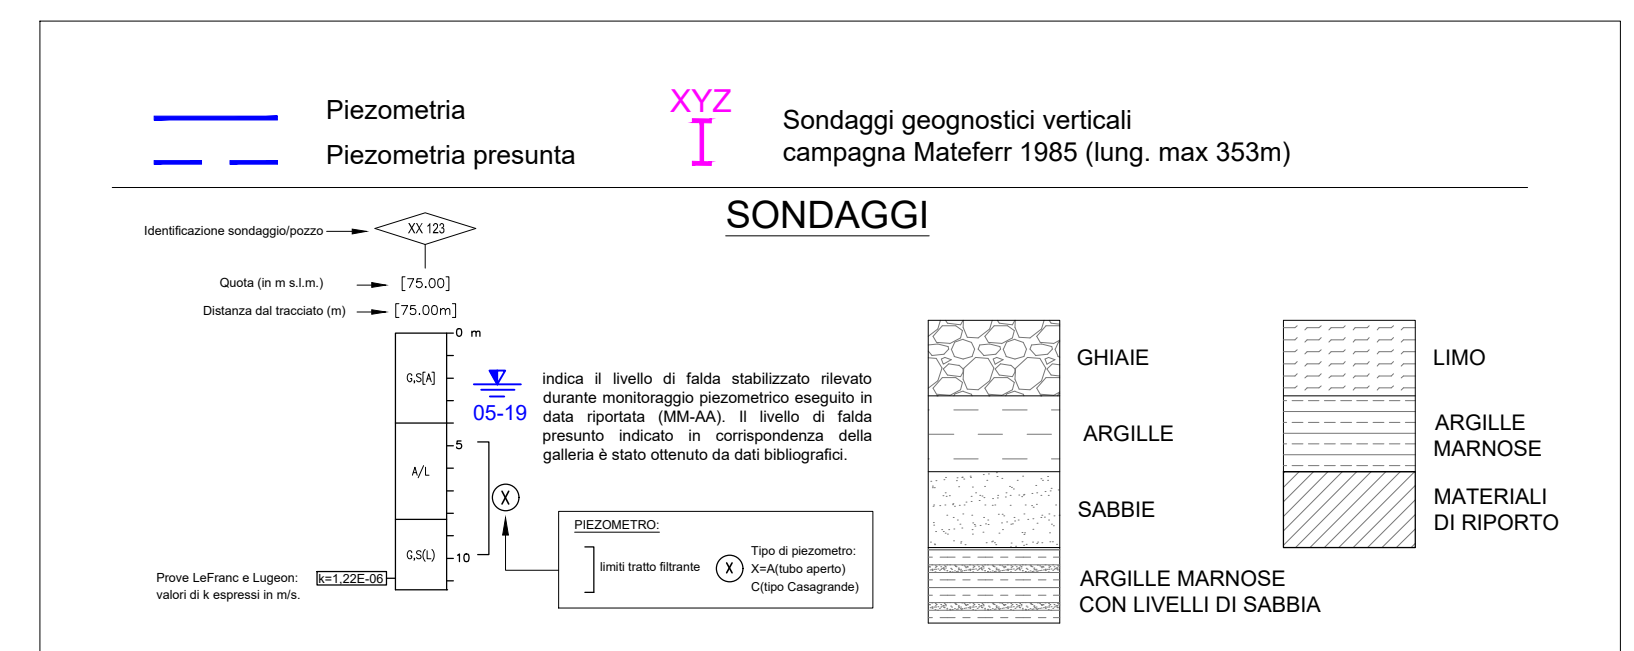 Piezometria
Piezometria presunta
XYZ
Sondaggi geognostici verticali
campagna Mateferr 1985 (lung. max 353m)
SONDAGGI
Identificazione sondaggio/pozzo
XX 123
Quota (in m s.l.m.)
[75.00]
Distanza dal tracciato (m)
[75.00m]
0 m
G,S[A]
5
A/L
G,S(L)
10
Prove LeFranc e Lugeon:
valori di k espressi in m/s.
k=1,22E-06
05-19
indica il livello di falda stabilizzato rilevato
durante monitoraggio piezometrico eseguito in
data riportata (MM-AA). Il livello di falda
presunto indicato in corrispondenza della
galleria è stato ottenuto da dati bibliografici.
X
PIEZOMETRO:
limiti tratto filtrante
X
Tipo di piezometro:
X=A(tubo aperto)
C(tipo Casagrande)
GHIAIE
ARGILLE
SABBIE
ARGILLE MARNOSE
CON LIVELLI DI SABBIA
LIMO
ARGILLE
MARNOSE
MATERIALI
DI RIPORTO